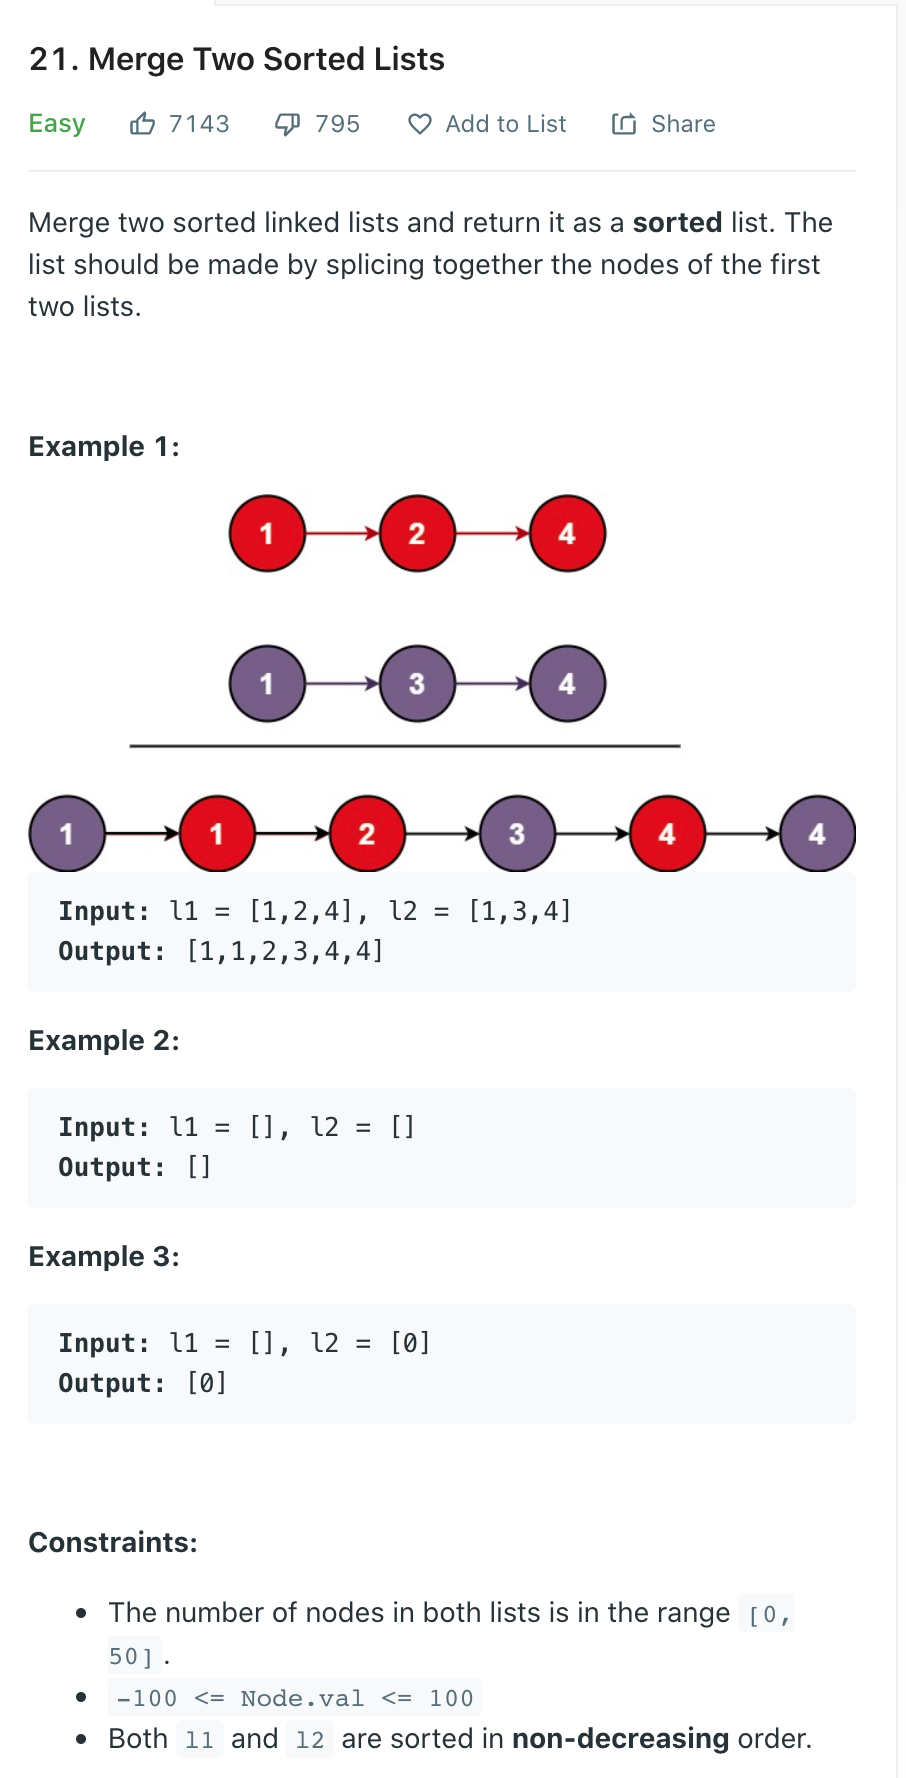 21. Merge Two Sorted Lists
Easy 7143 795 Add to List Share
Merge two sorted linked lists and return it as a sorted list. The
list should be made by splicing together the nodes of the first
two lists.
Example 1:
1 2 4
1 3 4
1 1 2 3 4 4
Input: l1 = [1,2,4], l2 = [1,3,4]
Output: [1,1,2,3,4,4]
Example 2:
Input: l1 = [], l2 = []
Output: []
Example 3:
Input: l1 = [], l2 = [0]
Output: [0]
Constraints:
• The number of nodes in both lists is in the range [0,
50].
• -100 <= Node.val <= 100
• Both l1 and l2 are sorted in non-decreasing order.